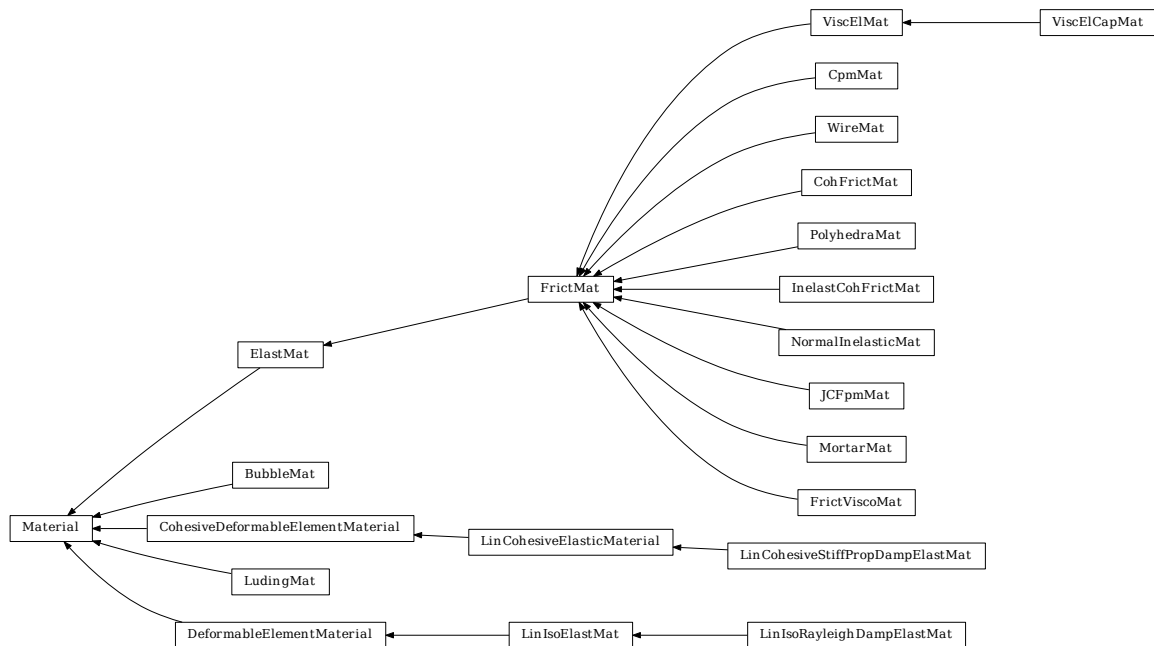 ViscElMat
ViscElCapMat
CpmMat
WireMat
CohFrictMat
PolyhedraMat
FrictMat
InelastCohFrictMat
NormalInelasticMat
ElastMat
JCFpmMat
MortarMat
BubbleMat
FrictViscoMat
Material
CohesiveDeformableElementMaterial
LinCohesiveElasticMaterial
LinCohesiveStiffPropDampElastMat
LudingMat
DeformableElementMaterial
LinIsoElastMat
LinIsoRayleighDampElastMat